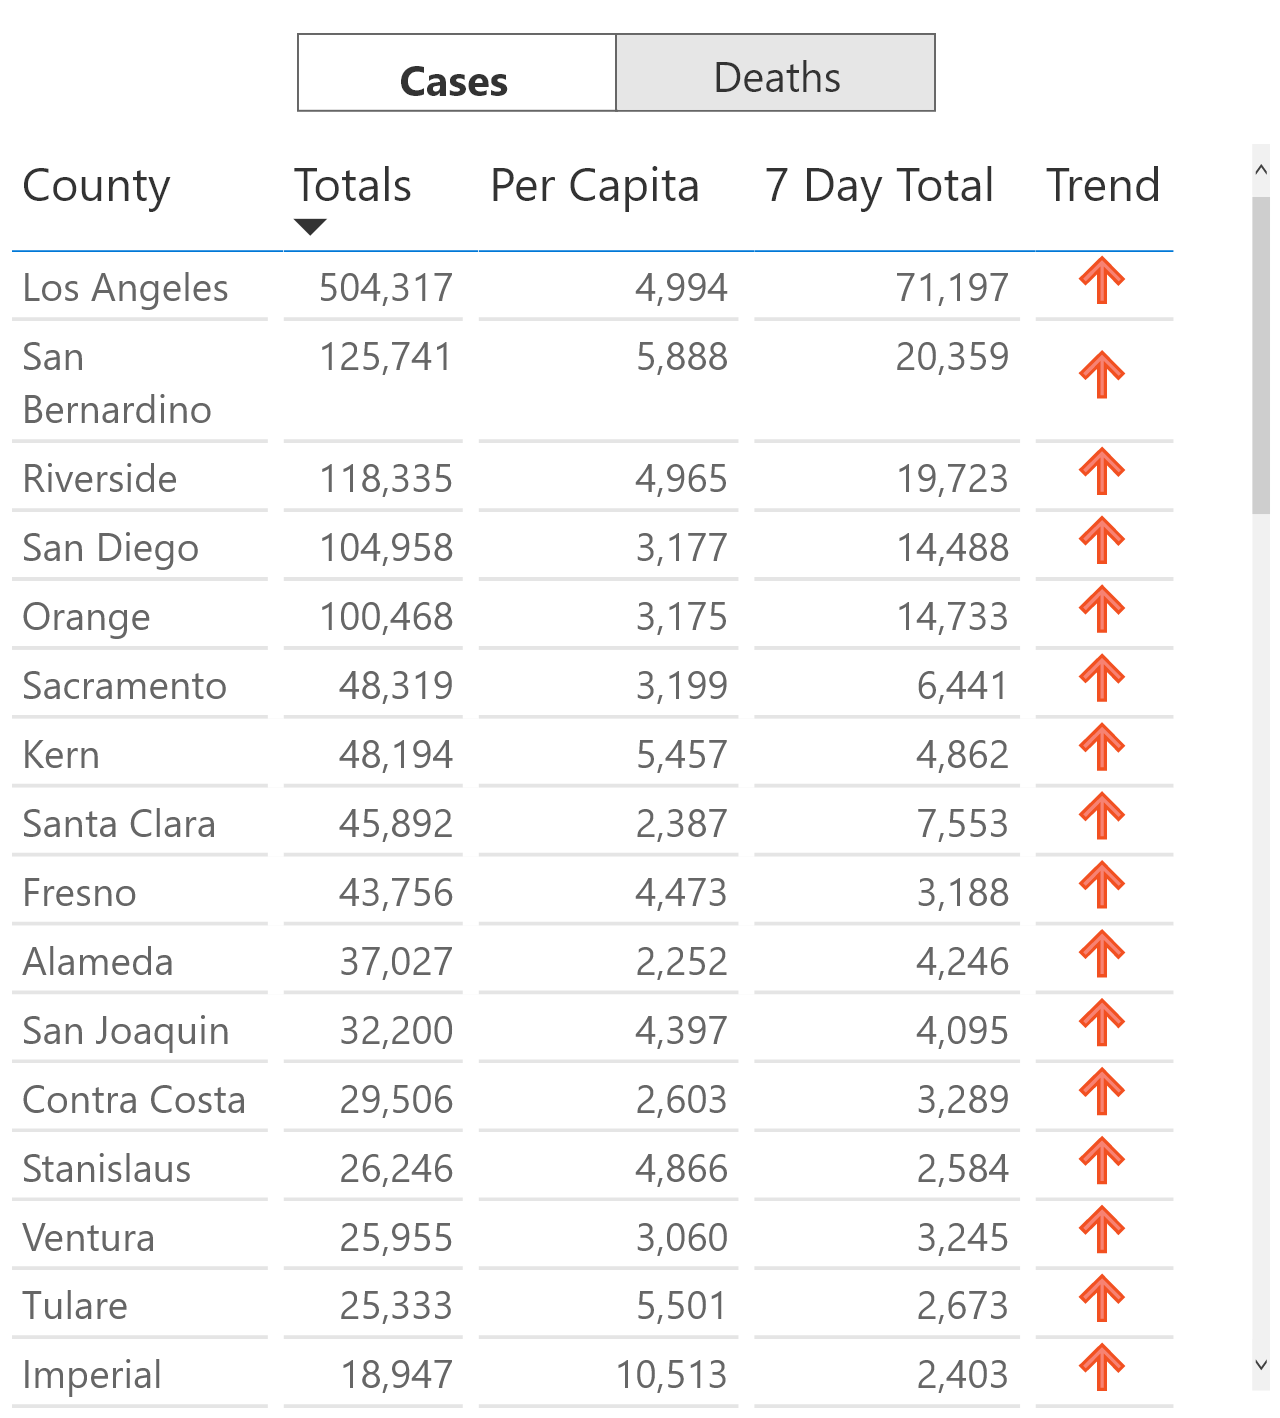 Cases Deaths
County Totals Per Capita 7 Day Total Trend
Los Angeles 504,317 4,994 71,197
San 125,741 5,888 20,359
Bernardino
Riverside 118,335 4,965 19,723
San Diego 104,958 3,177 14,488
Orange 100,468 3,175 14,733
Sacramento 48,319 3,199 6,441
Kern 48,194 5,457 4,862
Santa Clara 45,892 2,387 7,553
Fresno 43,756 4,473 3,188
Alameda 37,027 2,252 4,246
San Joaquin 32,200 4,397 4,095
Contra Costa 29,506 2,603 3,289
Stanislaus 26,246 4,866 2,584
Ventura 25,955 3,060 3,245
Tulare 25,333 5,501 2,673
Imperial 18,947 10,513 2,403